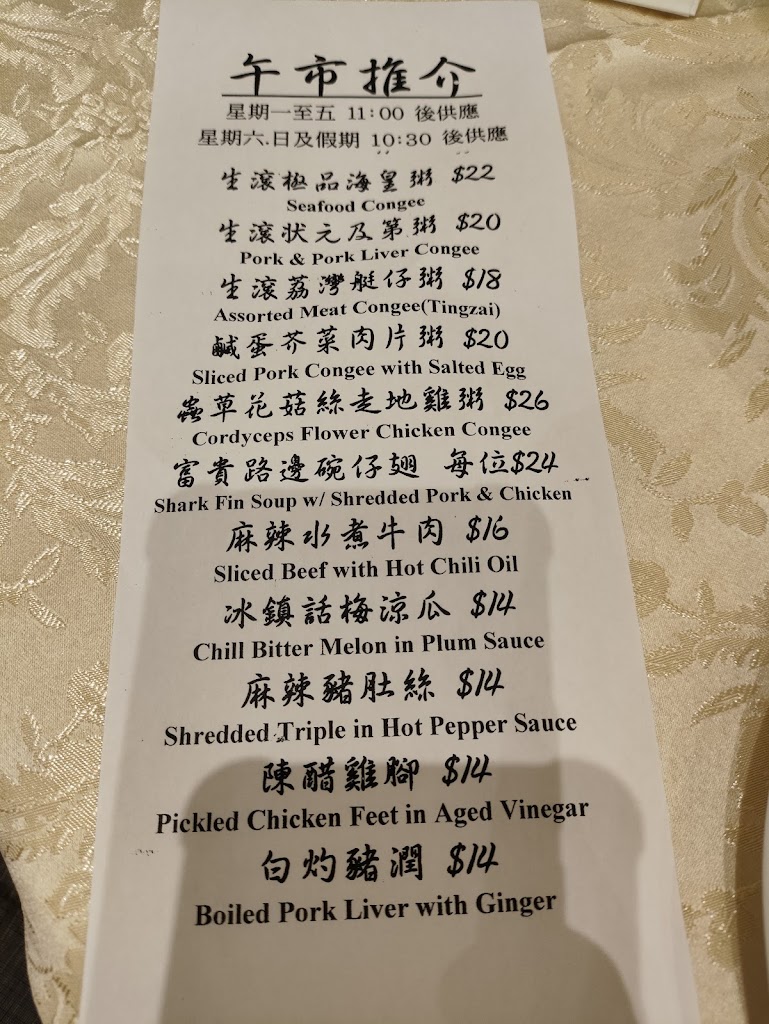 午市推介
星期一至五 11:00 後供應
星期六.日及假期 10:30 後供應
生滾極品海皇粥 $22
Seafood Congee
生滾狀元及第粥 $20
Pork & Pork Liver Congee
生滾荔灣艇仔粥 $18
Assorted Meat Congee(Tingzai)
鹹蛋芥菜肉片粥 $20
Sliced Pork Congee with Salted Egg
蟲草花菇絲走地雞粥 $26
Cordyceps Flower Chicken Congee
富貴路邊碗仔翅 每位$24
Shark Fin Soup w/ Shredded Pork & Chicken
麻辣水煮牛肉 $16
Sliced Beef with Hot Chili Oil
冰鎮話梅涼瓜 $14
Chill Bitter Melon in Plum Sauce
麻辣豬肚絲 $14
Shredded Triple in Hot Pepper Sauce
陳醋雞腳 $14
Pickled Chicken Feet in Aged Vinegar
白灼豬潤 $14
Boiled Pork Liver with Ginger